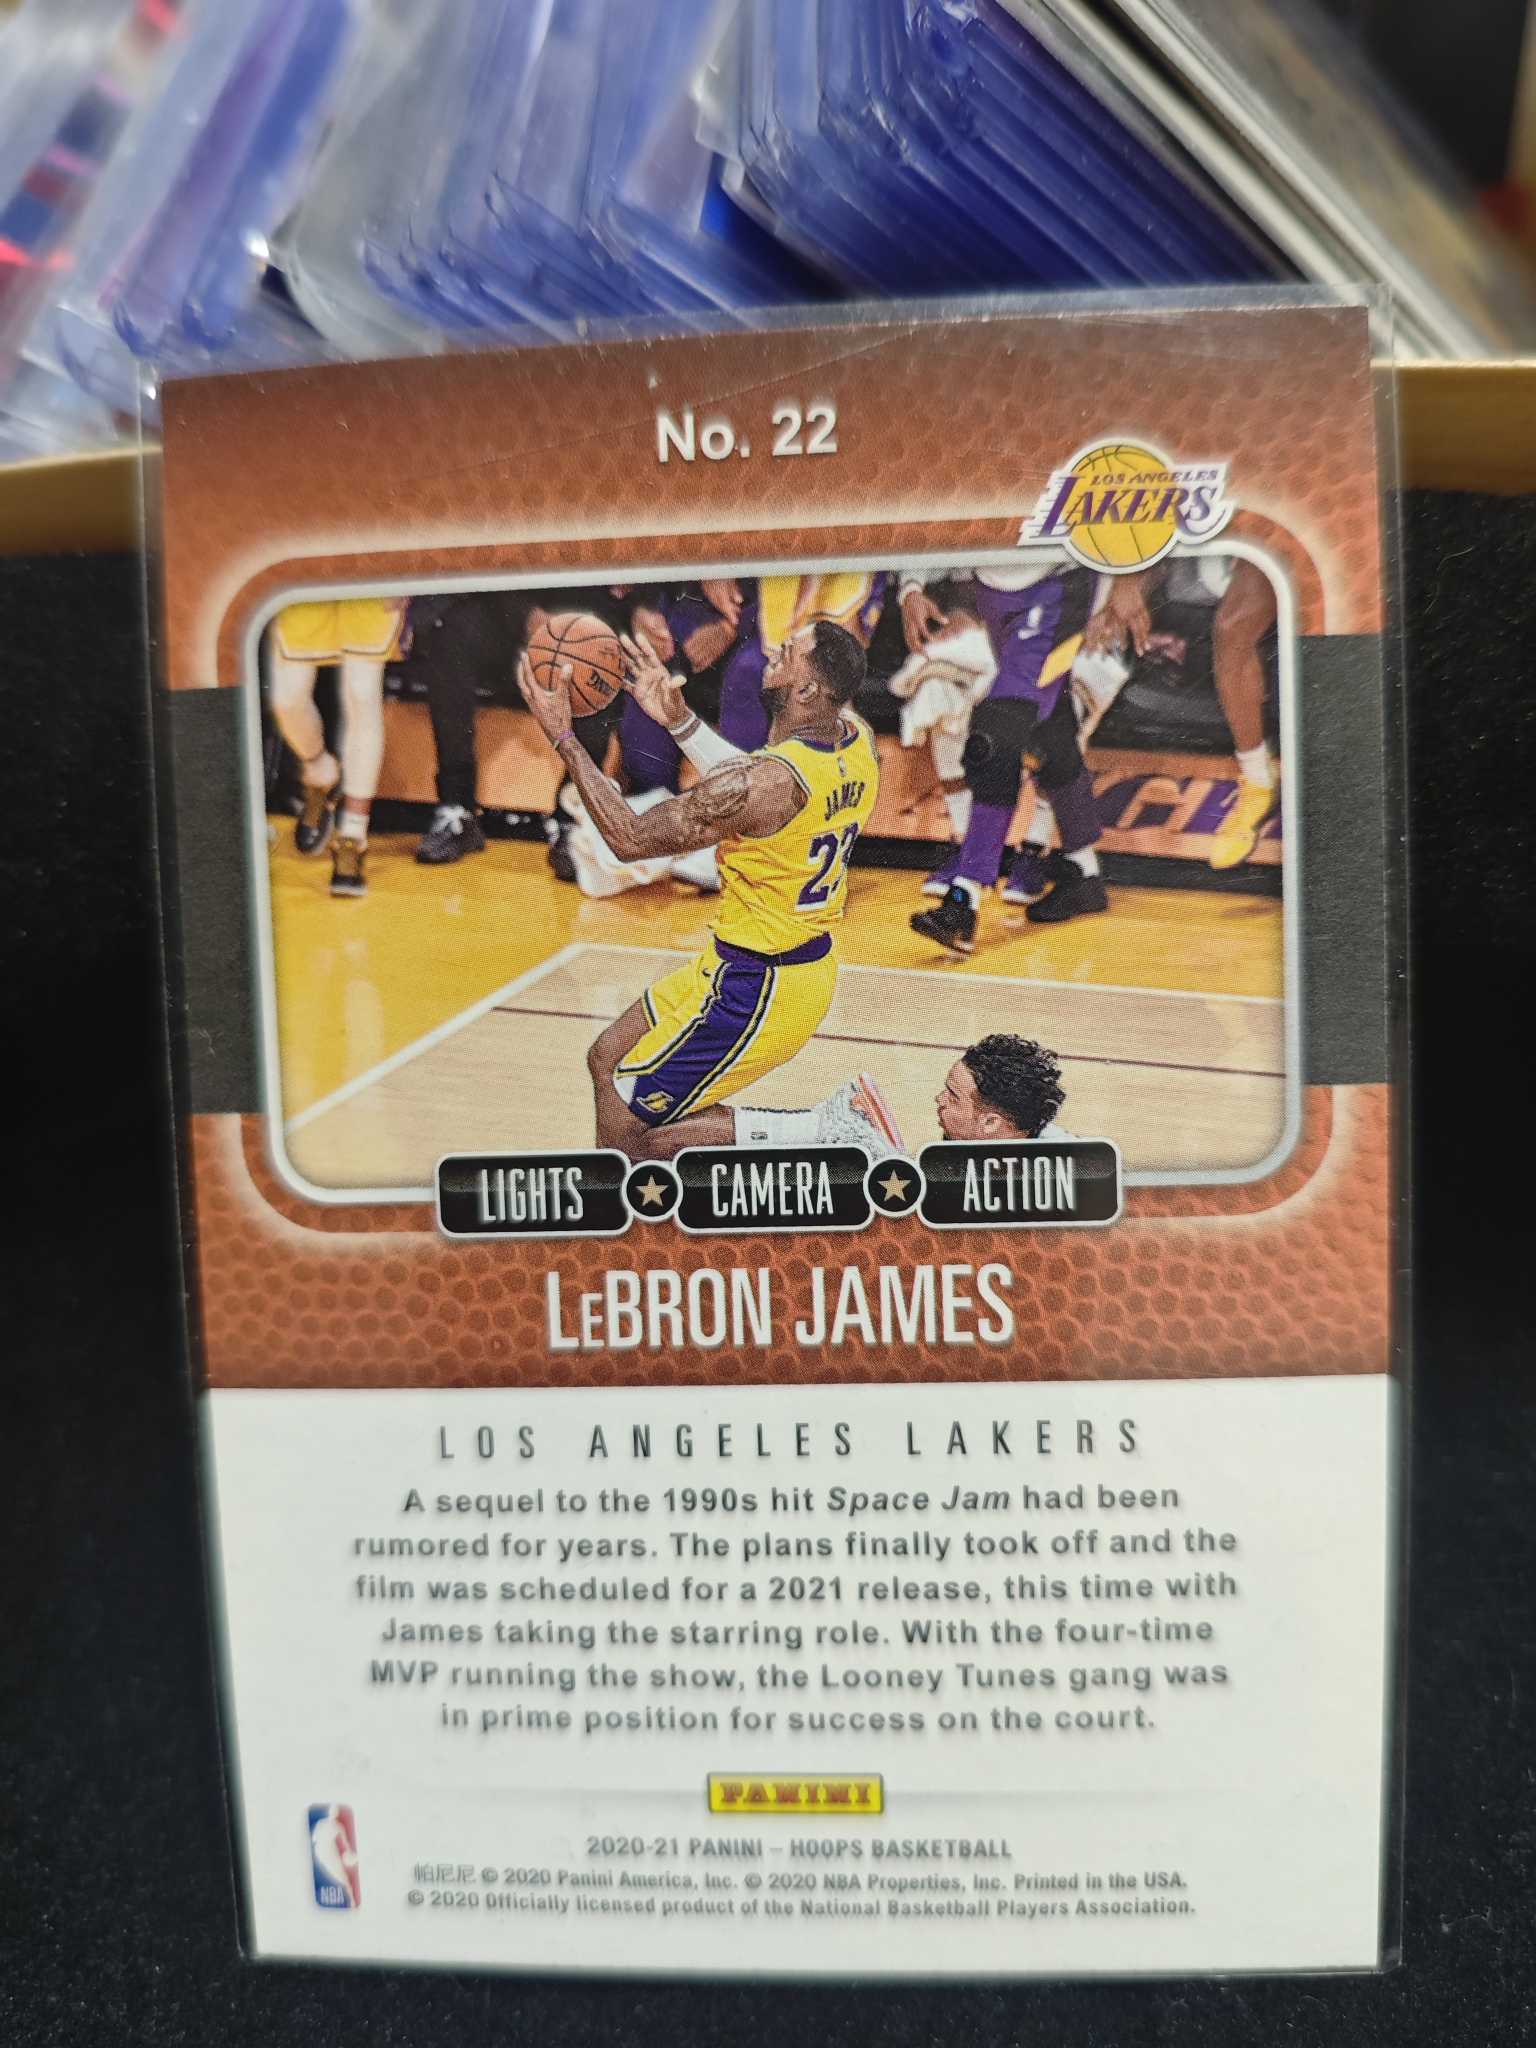 No. 22
LOS ANGELES
LAKERS
JAMES
23
LIGHTS ★ CAMERA ★ ACTION
LeBRON JAMES
LOS ANGELES LAKERS
A sequel to the 1990s hit Space Jam had been
rumored for years. The plans finally took off and the
film was scheduled for a 2021 release, this time with
James taking the starring role. With the four-time
MVP running the show, the Looney Tunes gang was
in prime position for success on the court.
PANINI
2020-21 PANINI – HOOPS BASKETBALL
帕尼尼 © 2020 Panini America, Inc. © 2020 NBA Properties, Inc. Printed in the USA.
© 2020 Officially licensed product of the National Basketball Players Association.
NBA